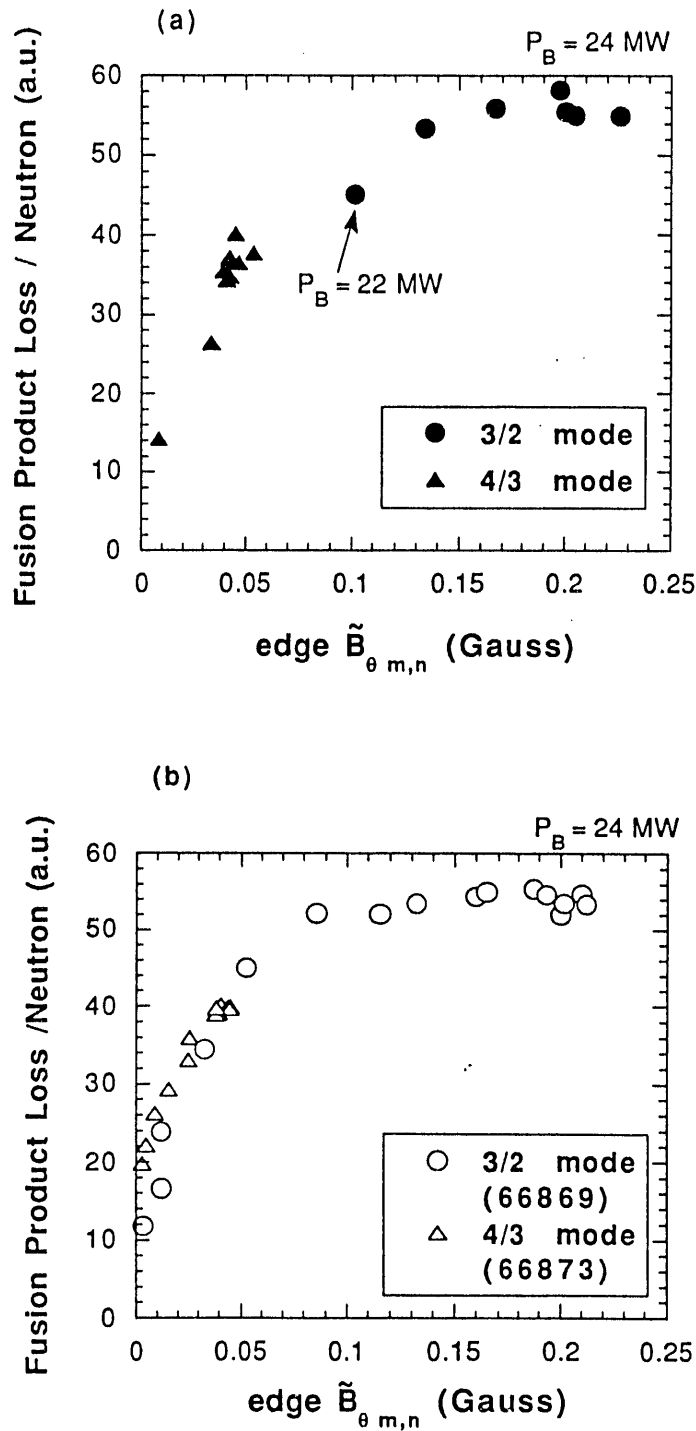 (a)
P_B = 24 MW
Fusion Product Loss / Neutron (a.u.)
60
50
40
30
20
10
0
P_B = 22 MW
3/2 mode
4/3 mode
0 0.05 0.1 0.15 0.2 0.25
edge B̃_θ m,n (Gauss)
(b)
P_B = 24 MW
Fusion Product Loss /Neutron (a.u.)
60
50
40
30
20
10
0
3/2 mode
(66869)
4/3 mode
(66873)
0 0.05 0.1 0.15 0.2 0.25
edge B̃_θ m,n (Gauss)